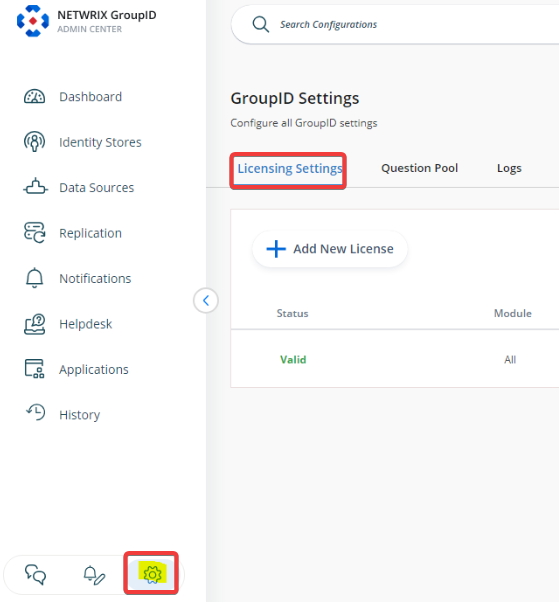 NETWRIX GroupID
ADMIN CENTER
Search Configurations
Dashboard
Identity Stores
Data Sources
Replication
Notifications
Helpdesk
Applications
History
GroupID Settings
Configure all GroupID settings
Licensing Settings Question Pool Logs
Add New License
Status Module
Valid All